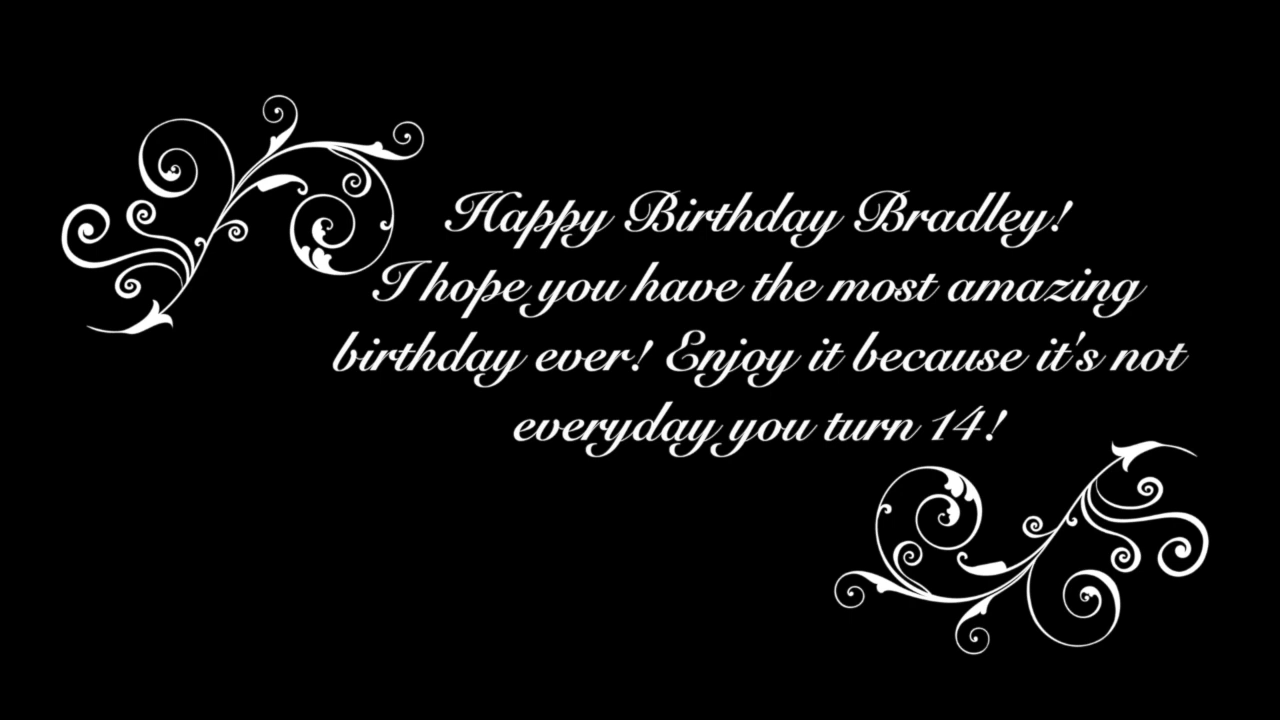 Happy Birthday Bradley!
I hope you have the most amazing
birthday ever! Enjoy it because it's not
everyday you turn 14!